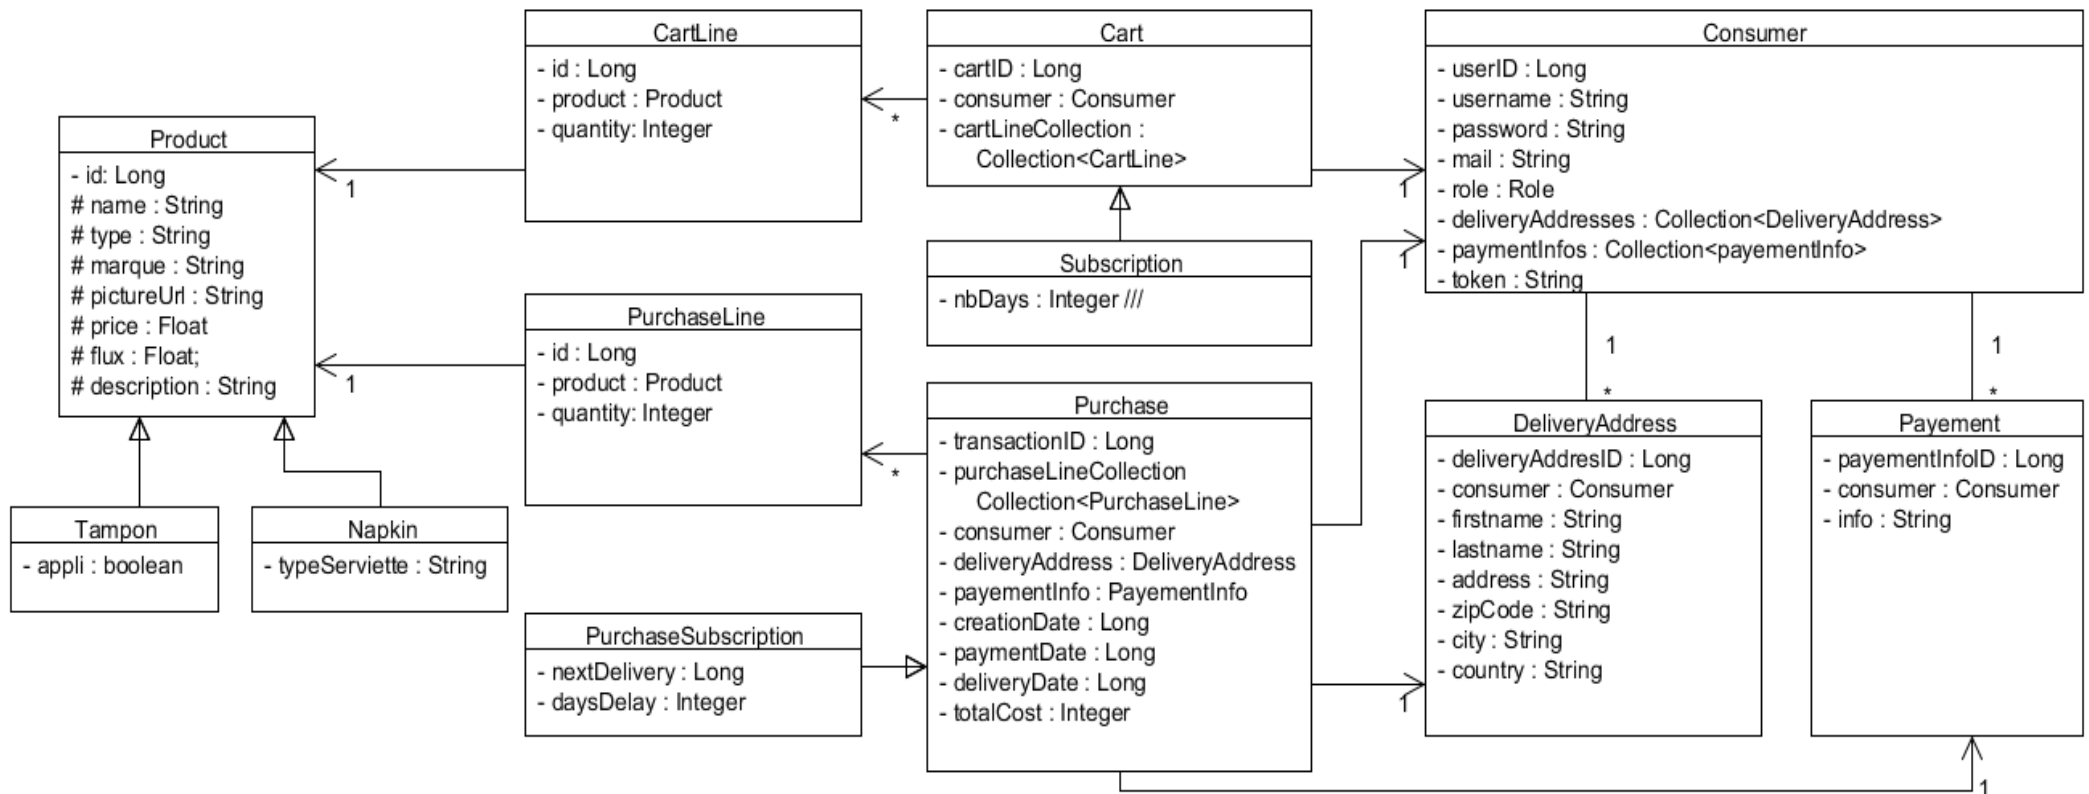 CartLine
- id : Long
- product : Product
- quantity: Integer
Cart
- cartID : Long
- consumer : Consumer
- cartLineCollection :
Collection<CartLine>
Consumer
- userID : Long
- username : String
- password : String
- mail : String
- role : Role
- deliveryAddresses : Collection<DeliveryAddress>
- paymentInfos : Collection<payementInfo>
- token : String
Product
- id: Long
# name : String
# type : String
# marque : String
# pictureUrl : String
# price : Float
# flux : Float;
# description : String
*
1
1
Subscription
- nbDays : Integer ///
1
PurchaseLine
- id : Long
- product : Product
- quantity: Integer
1
1
1
*
*
Purchase
- transactionID : Long
- purchaseLineCollection
Collection<PurchaseLine>
- consumer : Consumer
- deliveryAddress : DeliveryAddress
- payementInfo : PayementInfo
- creationDate : Long
- paymentDate : Long
- deliveryDate : Long
- totalCost : Integer
*
DeliveryAddress
- deliveryAddresID : Long
- consumer : Consumer
- firstname : String
- lastname : String
- address : String
- zipCode : String
- city : String
- country : String
Payement
- payementInfoID : Long
- consumer : Consumer
- info : String
Tampon
- appli : boolean
Napkin
- typeServiette : String
PurchaseSubscription
- nextDelivery : Long
- daysDelay : Integer
1
1